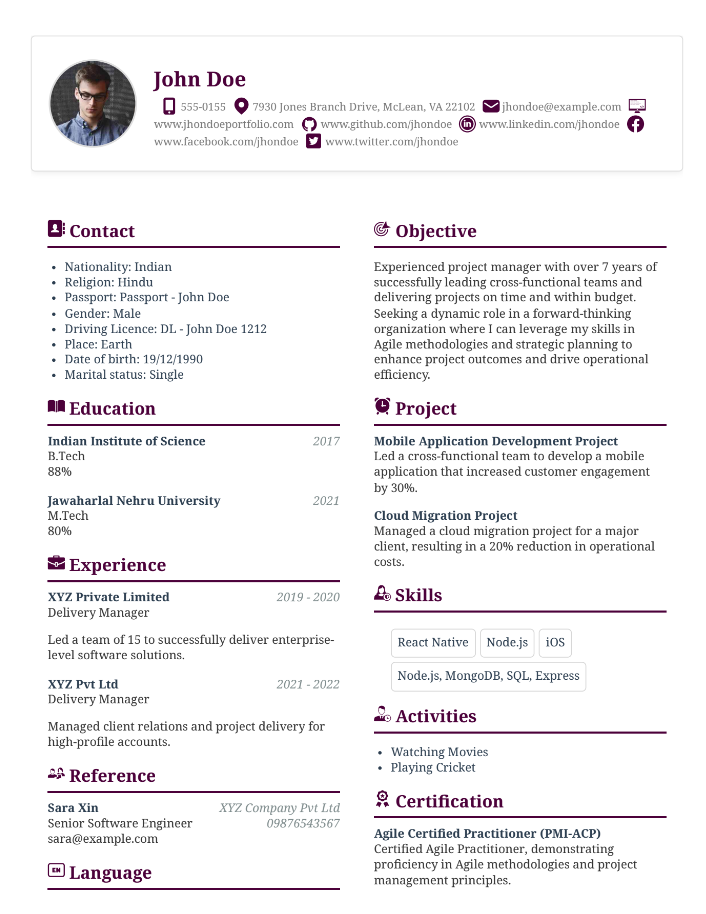 John Doe
555-0155 7930 Jones Branch Drive, McLean, VA 22102 jhondoe@example.com
www.jhondoeportfolio.com www.github.com/jhondoe www.linkedin.com/jhondoe
www.facebook.com/jhondoe www.twitter.com/jhondoe
Contact
Nationality: Indian
Religion: Hindu
Passport: Passport - John Doe
Gender: Male
Driving Licence: DL - John Doe 1212
Place: Earth
Date of birth: 19/12/1990
Marital status: Single
Education
Indian Institute of Science 2017
B.Tech
88%
Jawaharlal Nehru University 2021
M.Tech
80%
Experience
XYZ Private Limited 2019 - 2020
Delivery Manager
Led a team of 15 to successfully deliver enterprise-
level software solutions.
XYZ Pvt Ltd 2021 - 2022
Delivery Manager
Managed client relations and project delivery for
high-profile accounts.
Reference
Sara Xin XYZ Company Pvt Ltd
Senior Software Engineer 09876543567
sara@example.com
EN Language
Objective
Experienced project manager with over 7 years of
successfully leading cross-functional teams and
delivering projects on time and within budget.
Seeking a dynamic role in a forward-thinking
organization where I can leverage my skills in
Agile methodologies and strategic planning to
enhance project outcomes and drive operational
efficiency.
Project
Mobile Application Development Project
Led a cross-functional team to develop a mobile
application that increased customer engagement
by 30%.
Cloud Migration Project
Managed a cloud migration project for a major
client, resulting in a 20% reduction in operational
costs.
Skills
React Native Node.js iOS
Node.js, MongoDB, SQL, Express
Activities
Watching Movies
Playing Cricket
Certification
Agile Certified Practitioner (PMI-ACP)
Certified Agile Practitioner, demonstrating
proficiency in Agile methodologies and project
management principles.